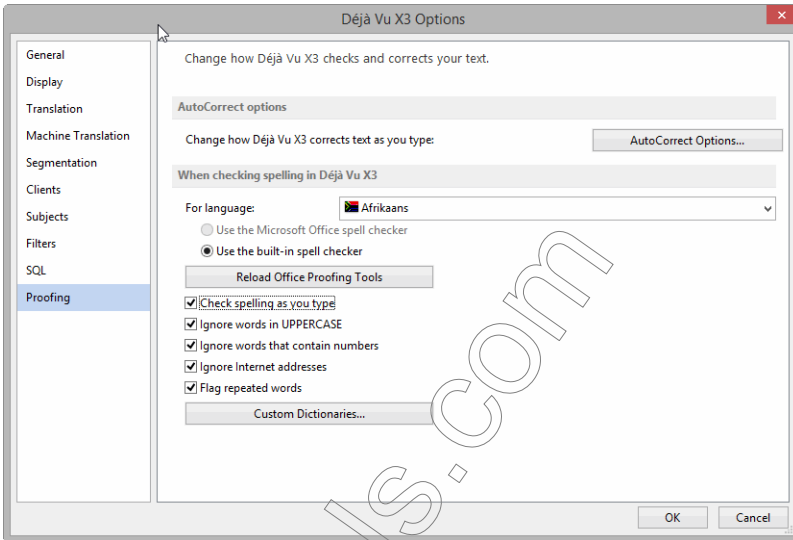 Déjà Vu X3 Options
General
Display
Translation
Machine Translation
Segmentation
Clients
Subjects
Filters
SQL
Proofing
Change how Déjà Vu X3 checks and corrects your text.
AutoCorrect options
Change how Déjà Vu X3 corrects text as you type:
AutoCorrect Options...
When checking spelling in Déjà Vu X3
For language:
Afrikaans
Use the Microsoft Office spell checker
Use the built-in spell checker
Reload Office Proofing Tools
Check spelling as you type
Ignore words in UPPERCASE
Ignore words that contain numbers
Ignore Internet addresses
Flag repeated words
Custom Dictionaries...
ls.com
OK
Cancel